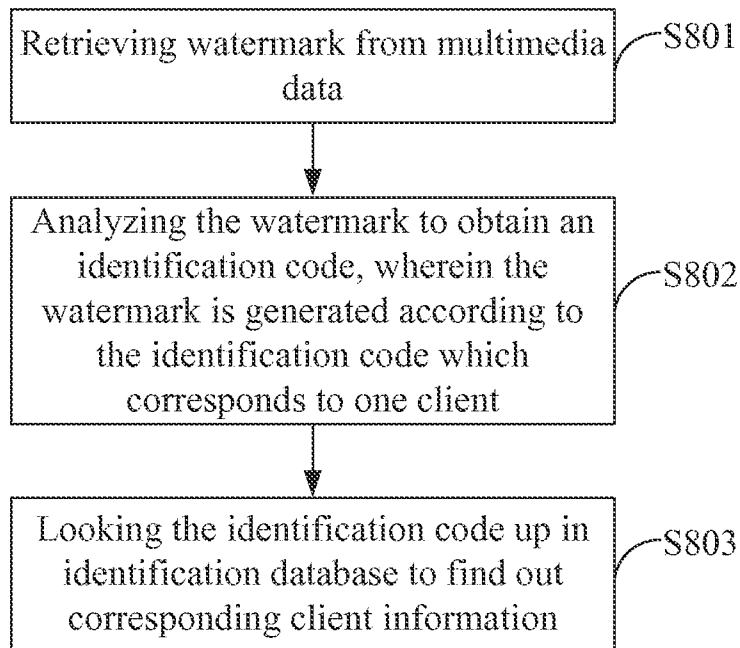 Retrieving watermark from multimedia
data
S801
Analyzing the watermark to obtain an
identification code, wherein the
watermark is generated according to
the identification code which
corresponds to one client
S802
Looking the identification code up in
identification database to find out
corresponding client information
S803